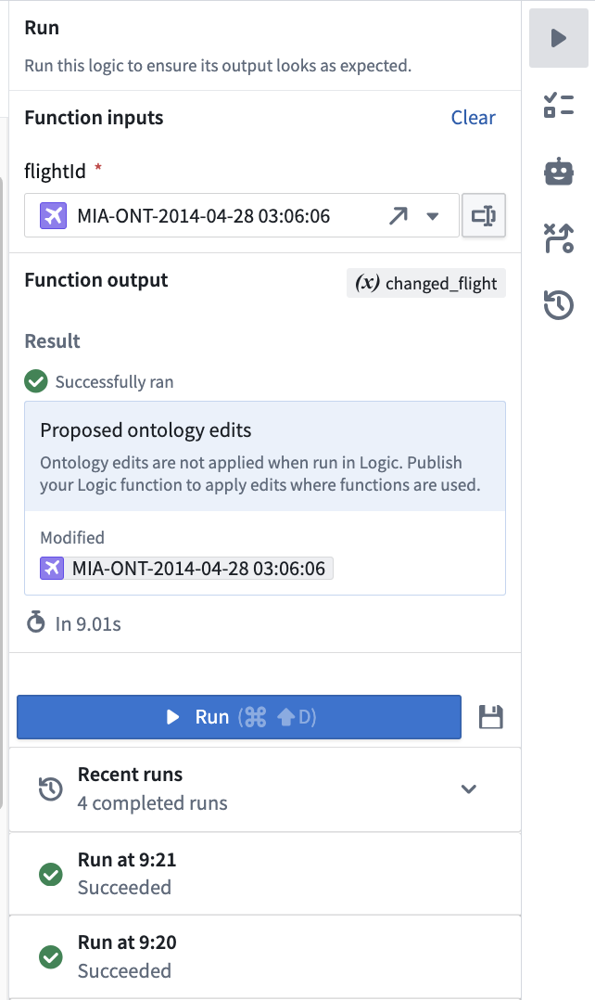 Run
Run this logic to ensure its output looks as expected.
Function inputs
Clear
flightId *
MIA-ONT-2014-04-28 03:06:06
Function output
(x) changed_flight
Result
Successfully ran
Proposed ontology edits
Ontology edits are not applied when run in Logic. Publish
your Logic function to apply edits where functions are used.
Modified
MIA-ONT-2014-04-28 03:06:06
In 9.01s
Run (⌘ ⬆ D)
Recent runs
4 completed runs
Run at 9:21
Succeeded
Run at 9:20
Succeeded